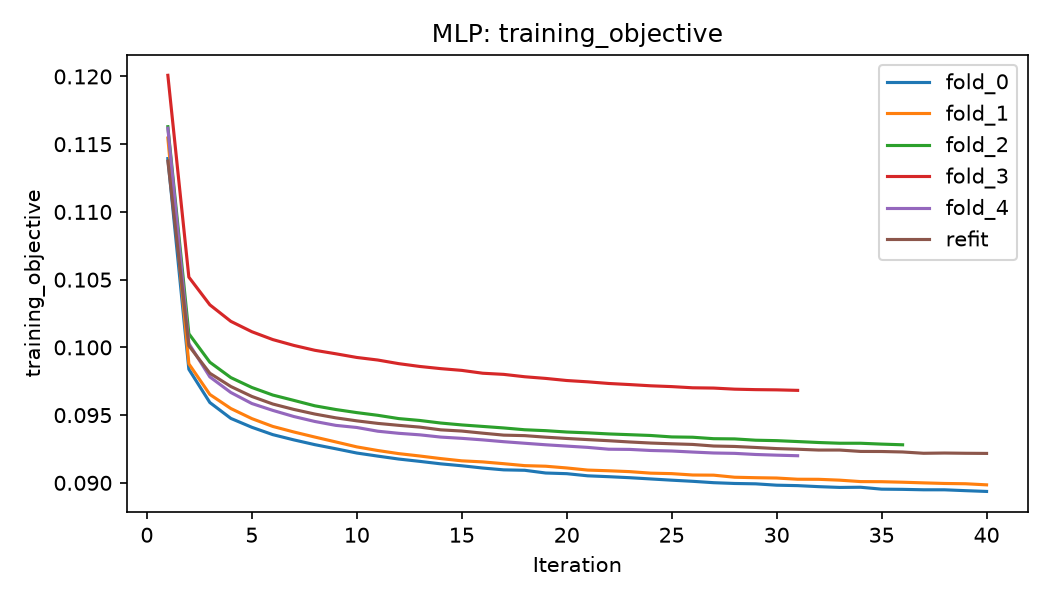 MLP: training_objective
training_objective
0.120
0.115
0.110
0.105
0.100
0.095
0.090
fold_0
fold_1
fold_2
fold_3
fold_4
refit
0 5 10 15 20 25 30 35 40
Iteration